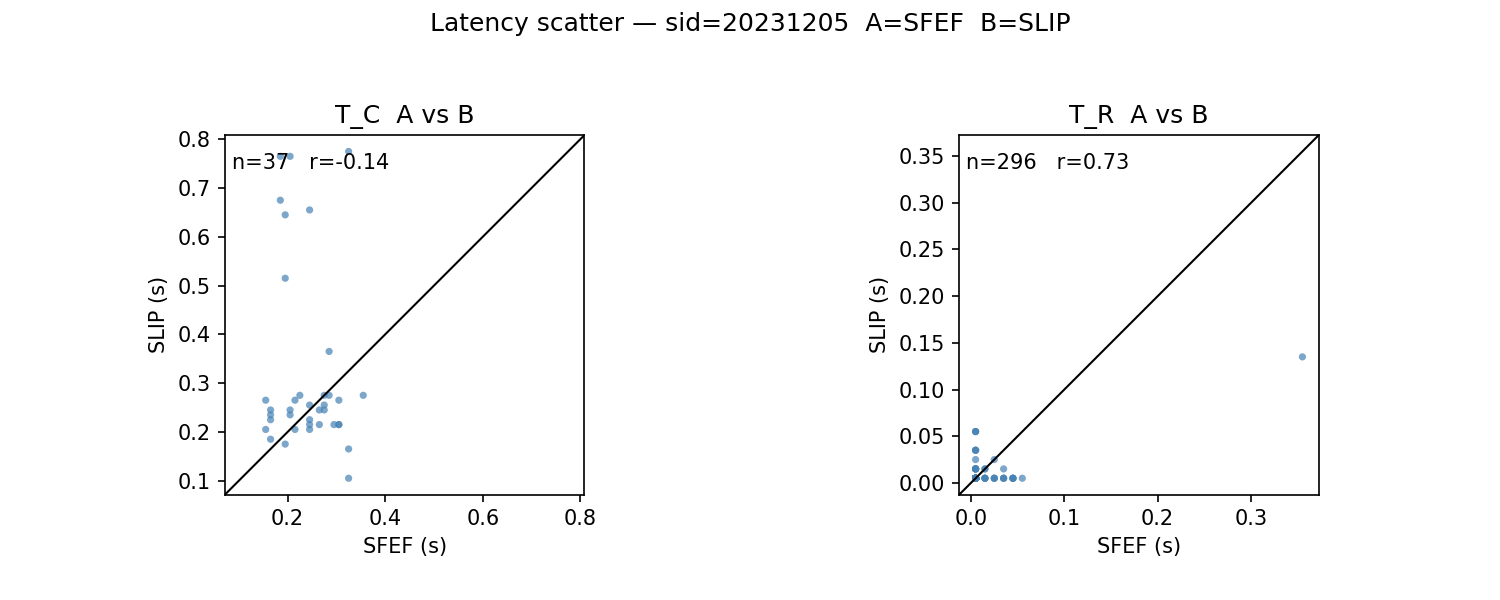 Latency scatter — sid=20231205  A=SFEF  B=SLIP
T_C  A vs B
n=37   r=-0.14
0.8
0.7
0.6
0.5
0.4
0.3
0.2
0.1
SLIP (s)
0.2 0.4 0.6 0.8
SFEF (s)
T_R  A vs B
n=296   r=0.73
0.35
0.30
0.25
0.20
0.15
0.10
0.05
0.00
SLIP (s)
0.0 0.1 0.2 0.3
SFEF (s)